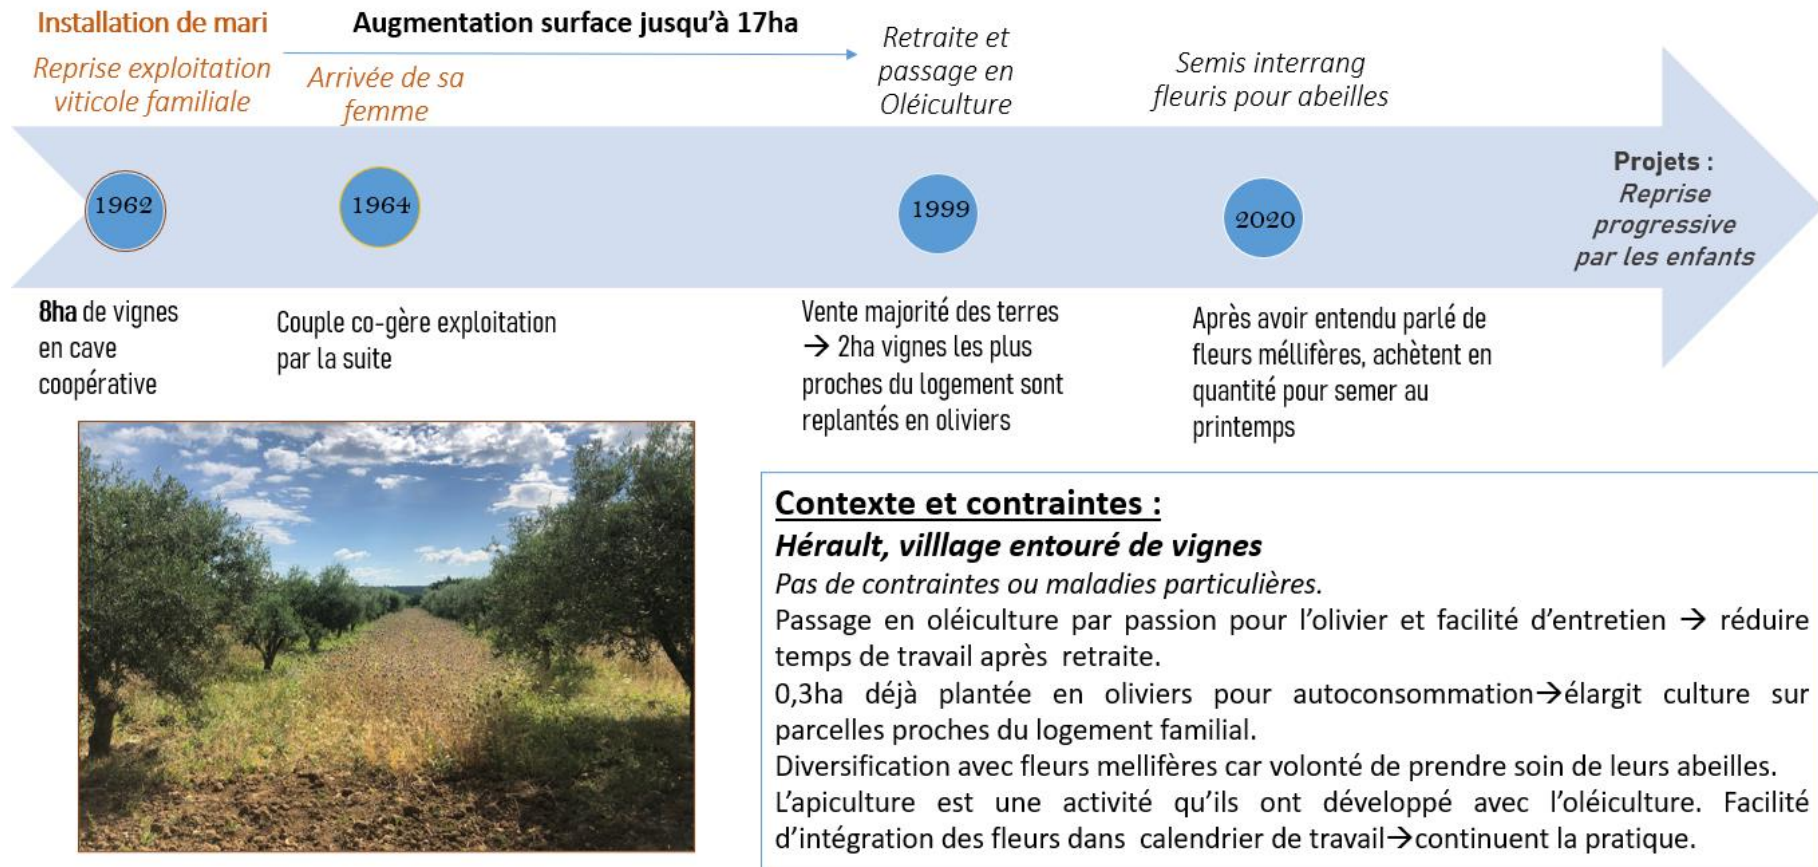 Installation de mari
Reprise exploitation
viticole familiale
Augmentation surface jusqu’à 17ha
Arrivée de sa
femme
Retraite et
passage en
Oléiculture
Semis interrang
fleuris pour abeilles
1962
1964
1999
2020
Projets :
Reprise
progressive
par les enfants
8ha de vignes
en cave
coopérative
Couple co-gère exploitation
par la suite
Vente majorité des terres
→ 2ha vignes les plus
proches du logement sont
replantés en oliviers
Après avoir entendu parlé de
fleurs méllifères, achètent en
quantité pour semer au
printemps
Contexte et contraintes :
Hérault, villlage entouré de vignes
Pas de contraintes ou maladies particulières.
Passage en oléiculture par passion pour l’olivier et facilité d’entretien → réduire
temps de travail après retraite.
0,3ha déjà plantée en oliviers pour autoconsommation→élargit culture sur
parcelles proches du logement familial.
Diversification avec fleurs mellifères car volonté de prendre soin de leurs abeilles.
L’apiculture est une activité qu’ils ont développé avec l’oléiculture. Facilité
d’intégration des fleurs dans calendrier de travail→continuent la pratique.